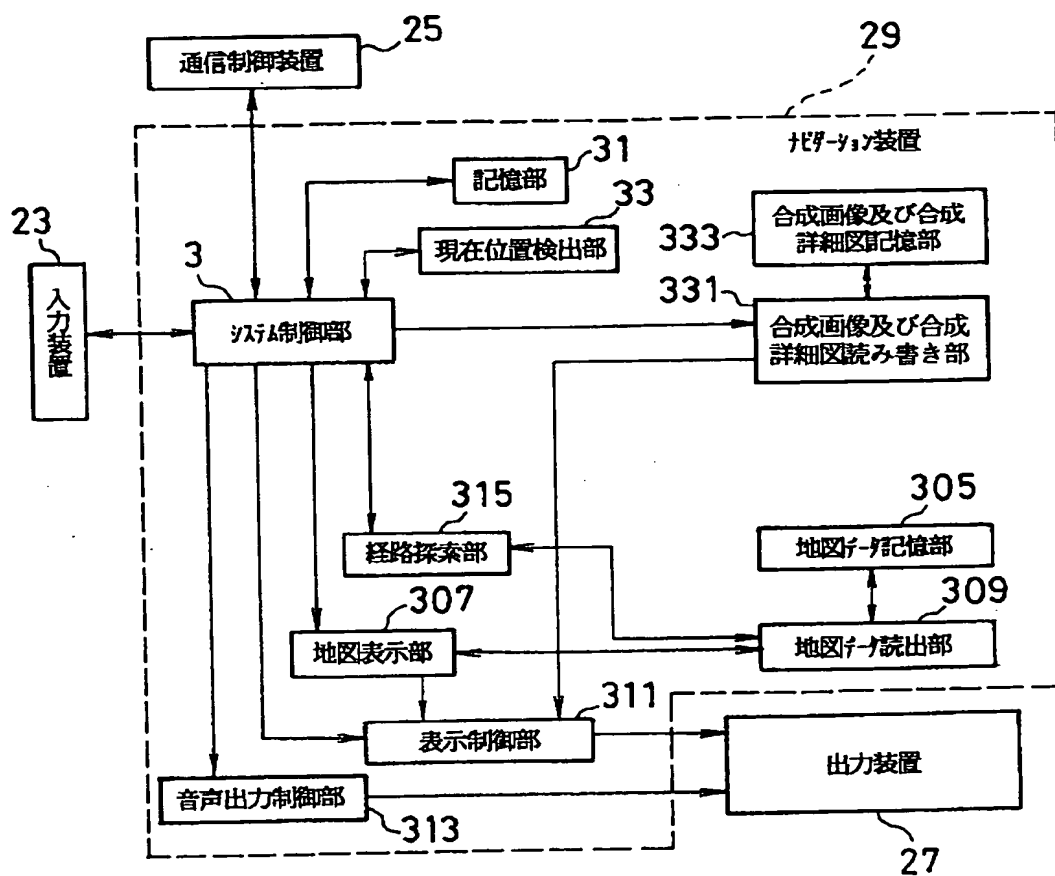 25
通信制御装置
29
ナビゲーション装置
31
記憶部
33
現在位置検出部
333
合成画像及び合成
詳細図記憶部
23
入力装置
3
システム制御部
331
合成画像及び合成
詳細図読み書き部
315
経路探索部
305
地図データ記憶部
307
地図表示部
309
地図データ読出部
311
表示制御部
出力装置
音声出力制御部
313
27